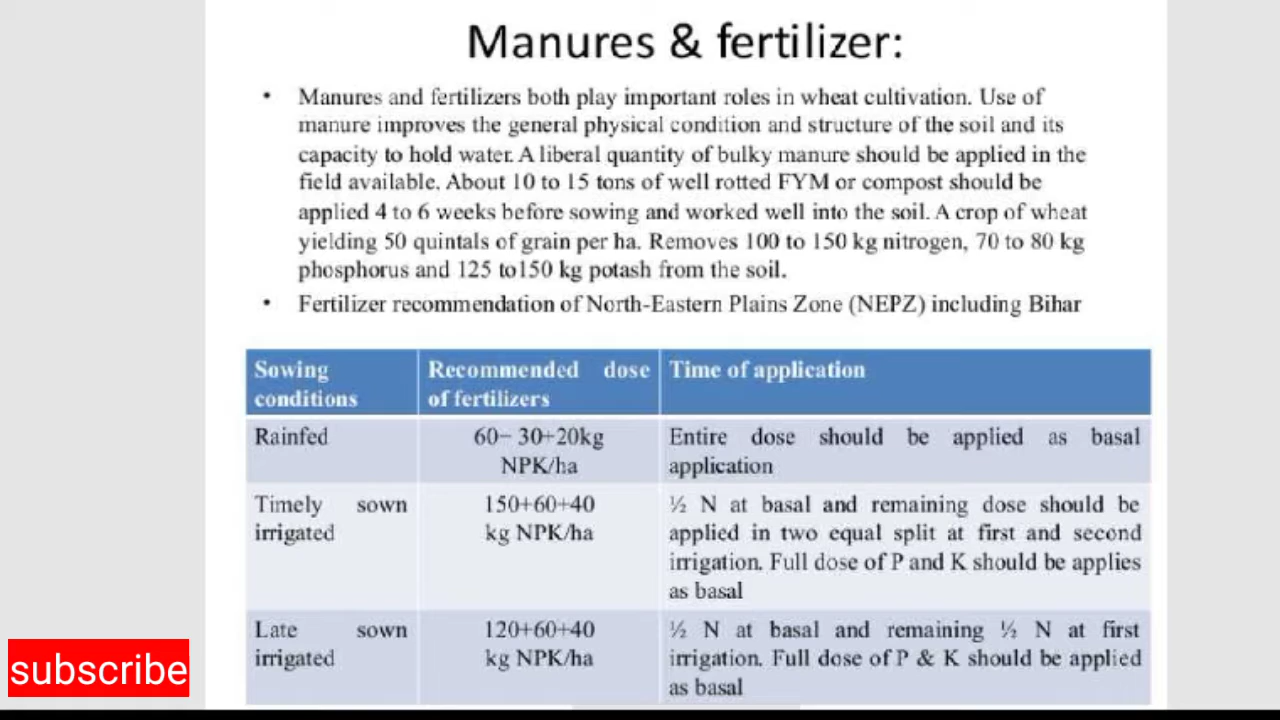 Manures & fertilizer:
• Manures and fertilizers both play important roles in wheat cultivation. Use of
manure improves the general physical condition and structure of the soil and its
capacity to hold water. A liberal quantity of bulky manure should be applied in the
field available. About 10 to 15 tons of well rotted FYM or compost should be
applied 4 to 6 weeks before sowing and worked well into the soil. A crop of wheat
yielding 50 quintals of grain per ha. Removes 100 to 150 kg nitrogen, 70 to 80 kg
phosphorus and 125 to150 kg potash from the soil.
• Fertilizer recommendation of North-Eastern Plains Zone (NEPZ) including Bihar
Sowing conditions
Recommended dose of fertilizers
Time of application
Rainfed
60– 30+20kg
NPK/ha
Entire dose should be applied as basal
application
Timely sown
irrigated
150+60+40
kg NPK/ha
½ N at basal and remaining dose should be
applied in two equal split at first and second
irrigation. Full dose of P and K should be applies
as basal
Late sown
irrigated
120+60+40
kg NPK/ha
½ N at basal and remaining ½ N at first
irrigation. Full dose of P & K should be applied
as basal
subscribe